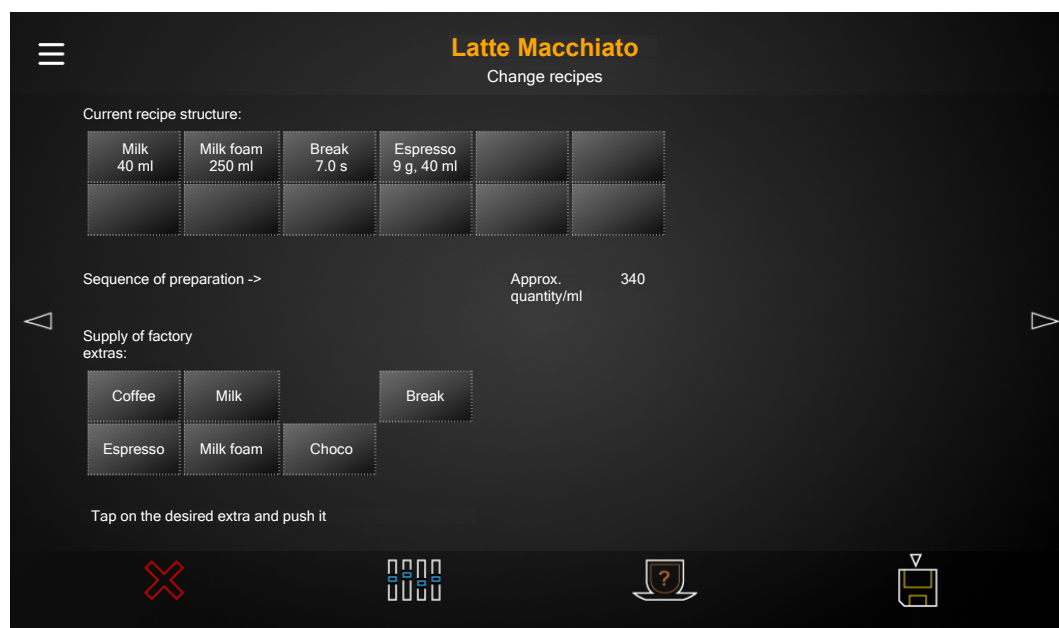 Latte Macchiato
Change recipes
Current recipe structure:
Milk
40 ml
Milk foam
250 ml
Break
7.0 s
Espresso
9 g, 40 ml
Sequence of preparation ->
Approx.
quantity/ml
340
Supply of factory
extras:
Coffee
Milk
Break
Espresso
Milk foam
Choco
Tap on the desired extra and push it
?